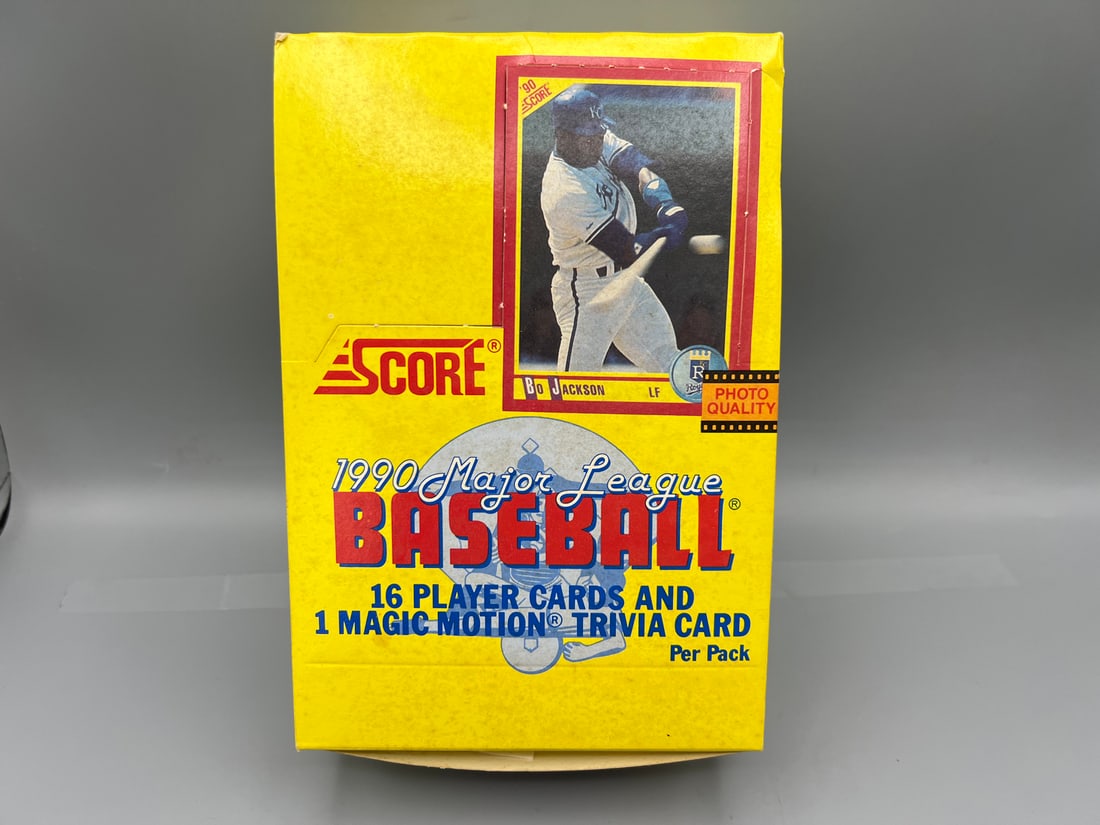 '90
SCORE®
BO JACKSON LF
Royals
PHOTO
QUALITY
SCORE®
1990 Major League
BASEBALL®
16 PLAYER CARDS AND
1 MAGIC MOTION® TRIVIA CARD
Per Pack